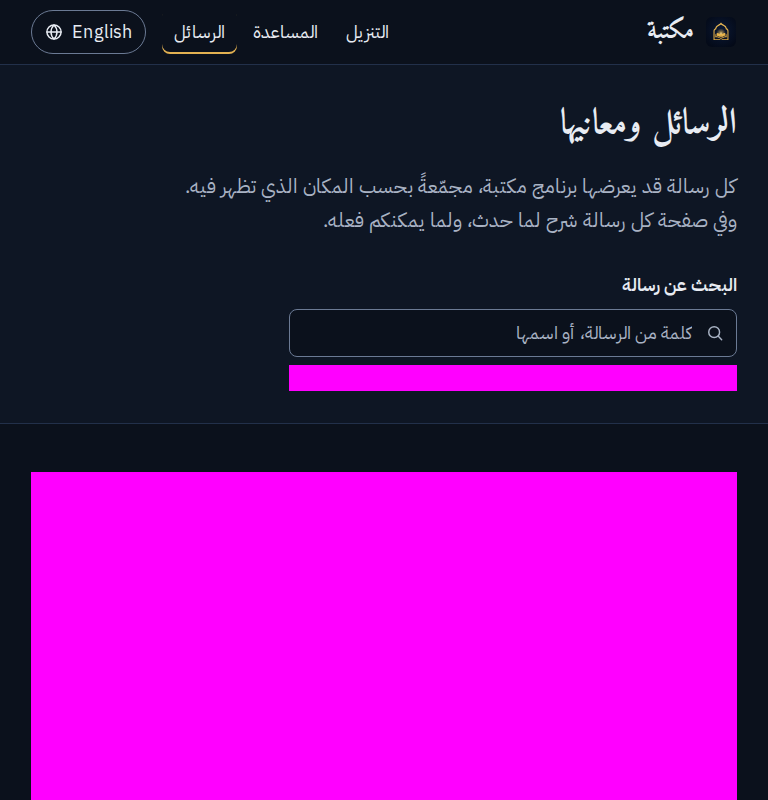 مكتبة
التنزيل
المساعدة
الرسائل
English
الرسائل ومعانيها
كل رسالة قد يعرضها برنامج مكتبة، مجمّعةً بحسب المكان الذي تظهر فيه.
وفي صفحة كل رسالة شرح لما حدث، ولما يمكنكم فعله.
البحث عن رسالة
كلمة من الرسالة، أو اسمها